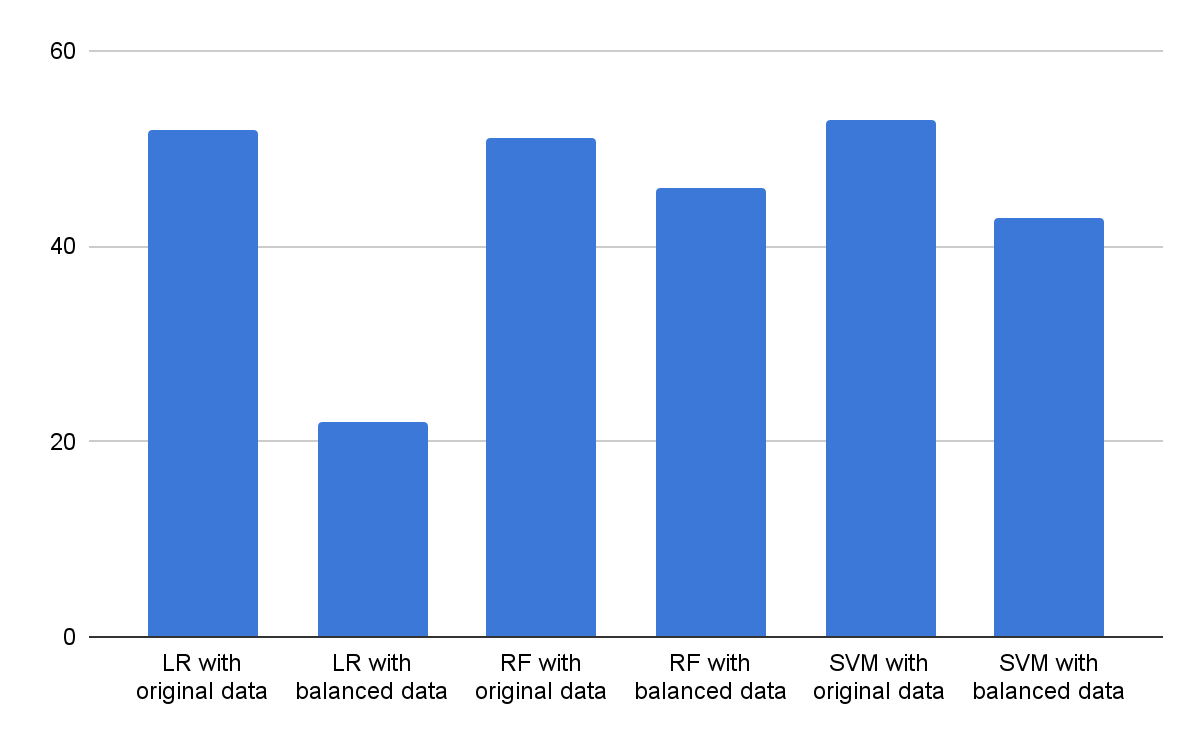 60
40
20
0
LR with
original data
LR with
balanced data
RF with
original data
RF with
balanced data
SVM with
original data
SVM with
balanced data